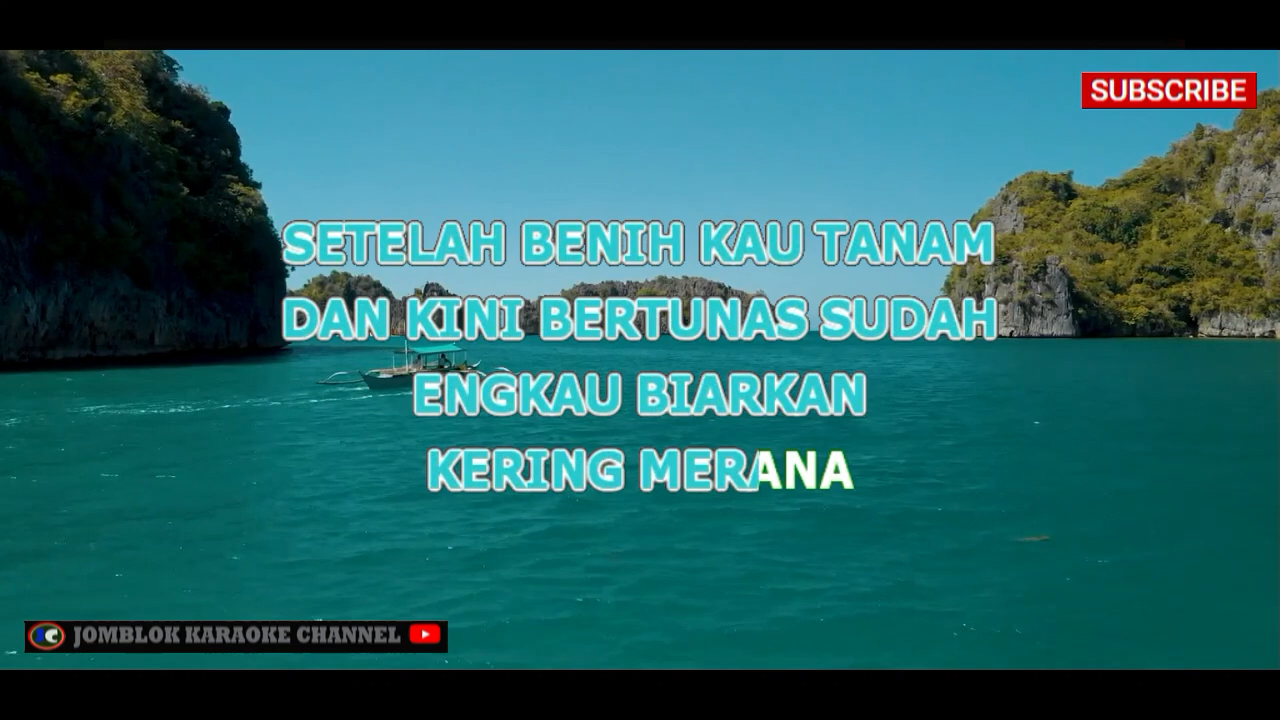 SUBSCRIBE
SETELAH BENIH KAU TANAM
DAN KINI BERTUNAS SUDAH
ENGKAU BIARKAN
KERING MERANA
JOMBLOK KARAOKE CHANNEL